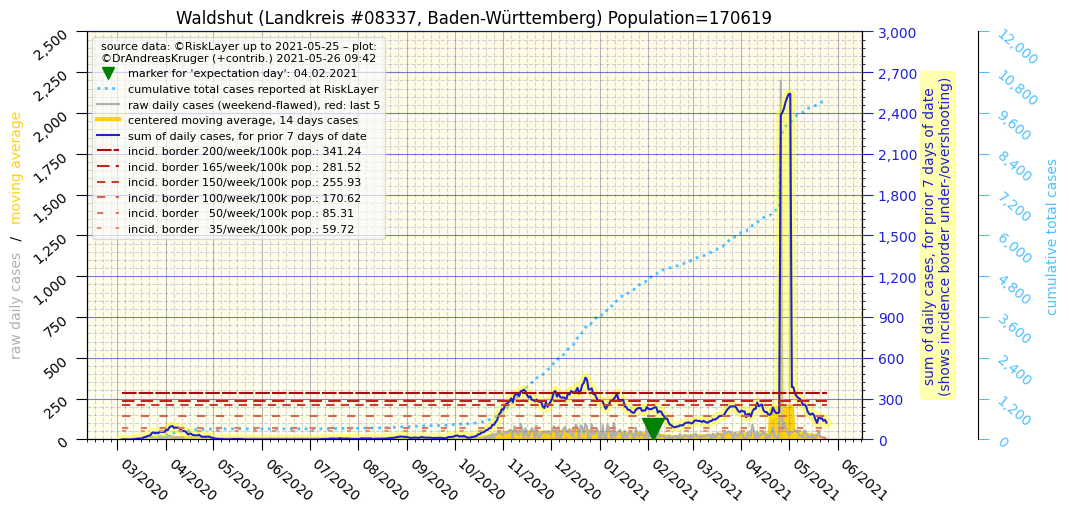 Waldshut (Landkreis #08337, Baden-Württemberg) Population=170619
source data: ©RiskLayer up to 2021-05-25 – plot:
©DrAndreasKruger (+contrib.) 2021-05-26 09:42
marker for 'expectation day': 04.02.2021
cumulative total cases reported at RiskLayer
raw daily cases (weekend-flawed), red: last 5
centered moving average, 14 days cases
sum of daily cases, for prior 7 days of date
incid. border 200/week/100k pop.: 341.24
incid. border 165/week/100k pop.: 281.52
incid. border 150/week/100k pop.: 255.93
incid. border 100/week/100k pop.: 170.62
incid. border 50/week/100k pop.: 85.31
incid. border 35/week/100k pop.: 59.72
raw daily cases / moving average
2,500
2,250
2,000
1,750
1,500
1,250
1,000
750
500
250
0
03/2020
04/2020
05/2020
06/2020
07/2020
08/2020
09/2020
10/2020
11/2020
12/2020
01/2021
02/2021
03/2021
04/2021
05/2021
06/2021
3,000
2,700
2,400
2,100
1,800
1,500
1,200
900
600
300
0
sum of daily cases, for prior 7 days of date
(shows incidence border under-/overshooting)
12,000
10,800
9,600
8,400
7,200
6,000
4,800
3,600
2,400
1,200
0
cumulative total cases